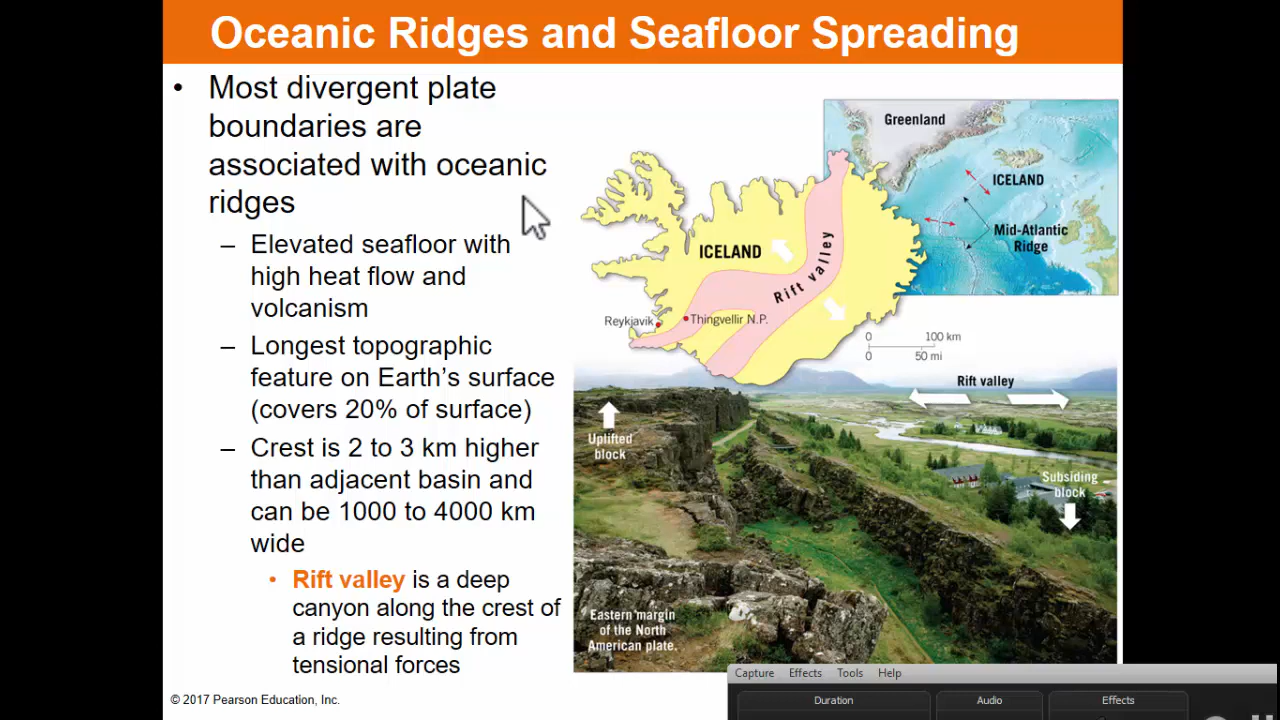 Oceanic Ridges and Seafloor Spreading
• Most divergent plate
boundaries are
associated with oceanic
ridges
– Elevated seafloor with
high heat flow and
volcanism
– Longest topographic
feature on Earth's surface
(covers 20% of surface)
– Crest is 2 to 3 km higher
than adjacent basin and
can be 1000 to 4000 km
wide
• Rift valley is a deep
canyon along the crest of
a ridge resulting from
tensional forces
© 2017 Pearson Education, Inc.
Greenland
ICELAND
Mid-Atlantic
Ridge
ICELAND
Rift valley
Reykjavik
Thingvellir N.P.
0 100 km
0 50 mi
Rift valley
Uplifted
block
Subsiding
block
Eastern margin
of the North
American plate.
Capture Effects Tools Help
Duration Audio Effects